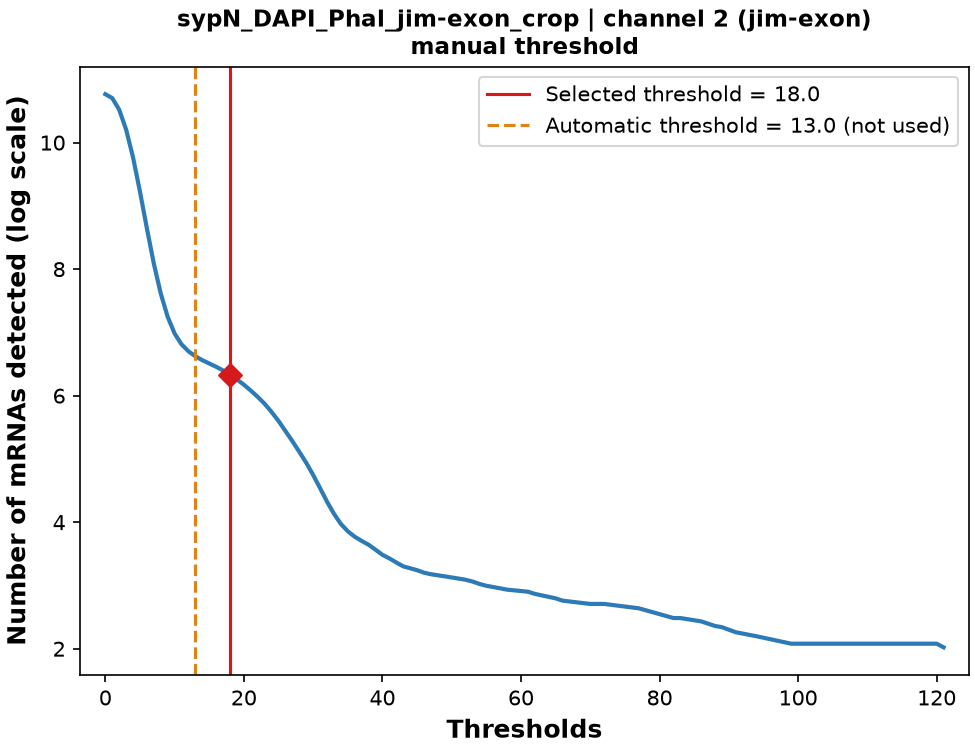 sypN_DAPI_Phal_jim-exon_crop | channel 2 (jim-exon)
manual threshold
Selected threshold = 18.0
Automatic threshold = 13.0 (not used)
Number of mRNAs detected (log scale)
10
8
6
4
2
0
20
40
60
80
100
120
Thresholds